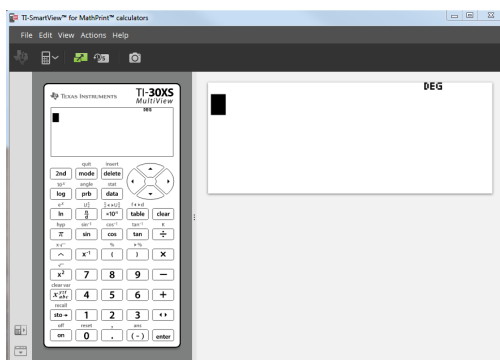 TI-SmartView™ for MathPrint™ calculators
File Edit View Actions Help
DEG
TEXAS INSTRUMENTS TI-30XS
MultiView
DEG
quit insert
2nd mode delete
10ˣ angle stat
log prb data
eˣ f◄►d
ln n/d ×10ⁿ table clear
hyp sin⁻¹ cos⁻¹ tan⁻¹ K
π sin cos tan ÷
% ►%
^ x⁻¹ ( ) ×
x² 7 8 9 −
clear var
xʸᶻᵗₐbc 4 5 6 +
recall
sto► 1 2 3 ◄►
off reset , ans
on 0 . (−) enter